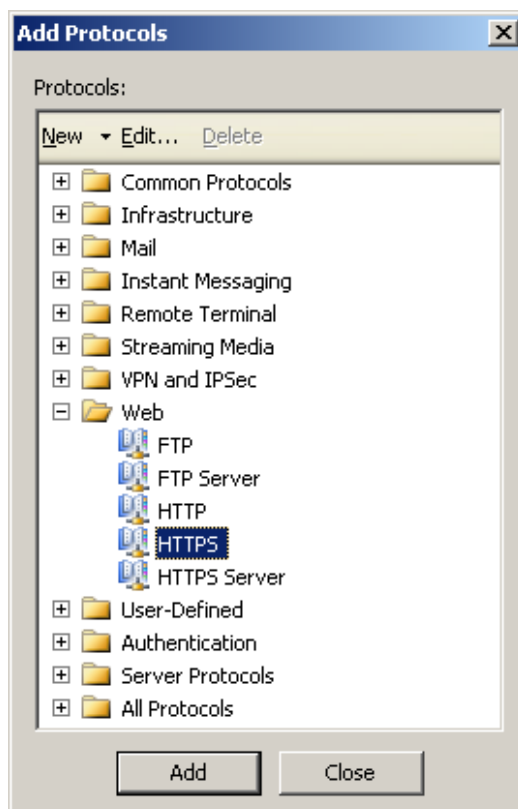 Add Protocols
Protocols:
New Edit... Delete
Common Protocols
Infrastructure
Mail
Instant Messaging
Remote Terminal
Streaming Media
VPN and IPSec
Web
FTP
FTP Server
HTTP
HTTPS
HTTPS Server
User-Defined
Authentication
Server Protocols
All Protocols
Add Close